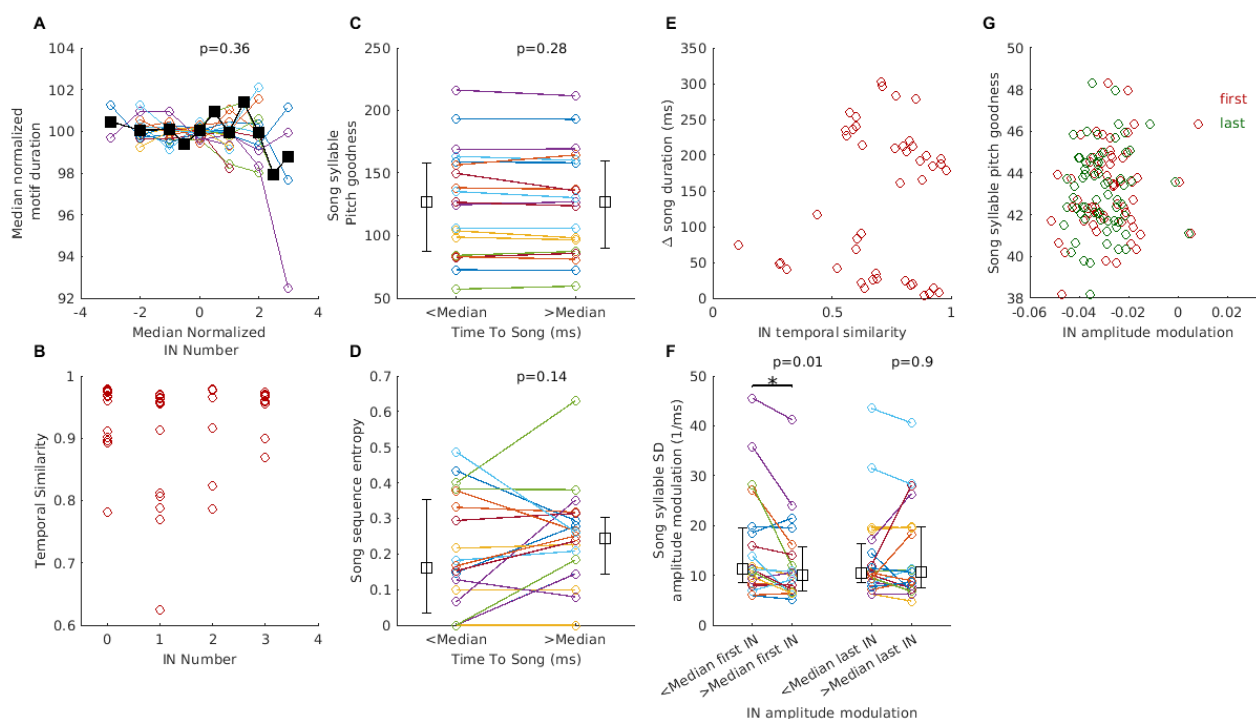 A
p=0.36
104
102
100
98
96
94
92
-4
-2
0
2
4
Median normalized
motif duration
Median Normalized
IN Number
B
1
0.9
0.8
0.7
0.6
0
1
2
3
4
Temporal Similarity
IN Number
C
p=0.28
250
200
150
100
50
Song syllable
Pitch goodness
<Median
>Median
Time To Song (ms)
D
p=0.14
0.7
0.6
0.5
0.4
0.3
0.2
0.1
0
Song sequence entropy
<Median
>Median
Time To Song (ms)
E
350
300
250
200
150
100
50
0
0
0.5
1
Δ song duration (ms)
IN temporal similarity
F
p=0.01
p=0.9
*
50
40
30
20
10
0
Song syllable SD
amplitude modulation (1/ms)
<Median first IN
>Median first IN
<Median last IN
>Median last IN
IN amplitude modulation
G
50
48
46
44
42
40
38
-0.06
-0.04
-0.02
0
0.02
first
last
Song syllable pitch goodness
IN amplitude modulation